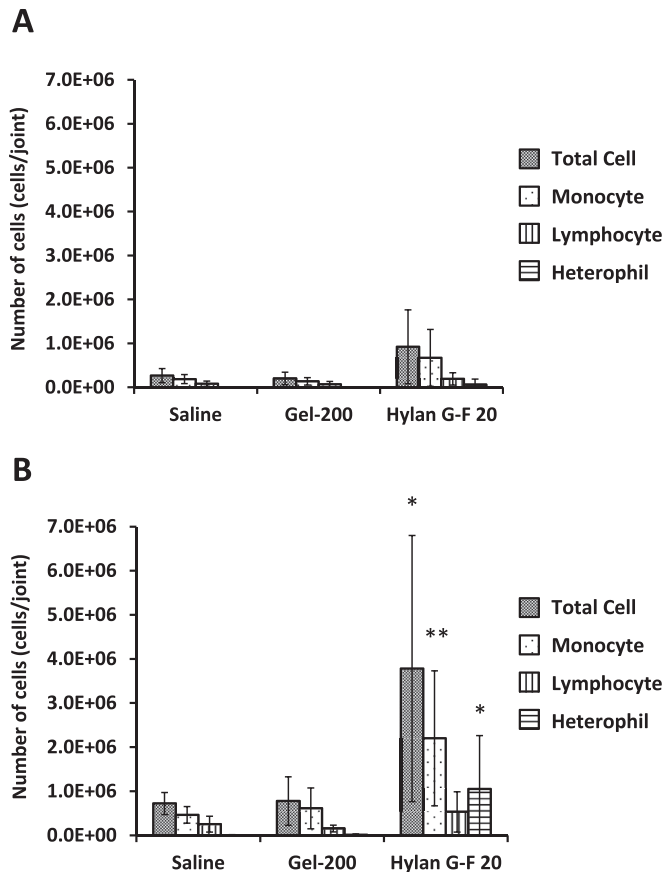 A
Number of cells (cells/joint)
7.0E+06
6.0E+06
5.0E+06
4.0E+06
3.0E+06
2.0E+06
1.0E+06
0.0E+00
Saline
Gel-200
Hylan G-F 20
Total Cell
Monocyte
Lymphocyte
Heterophil
B
Number of cells (cells/joint)
7.0E+06
6.0E+06
5.0E+06
4.0E+06
3.0E+06
2.0E+06
1.0E+06
0.0E+00
*
**
*
Saline
Gel-200
Hylan G-F 20
Total Cell
Monocyte
Lymphocyte
Heterophil